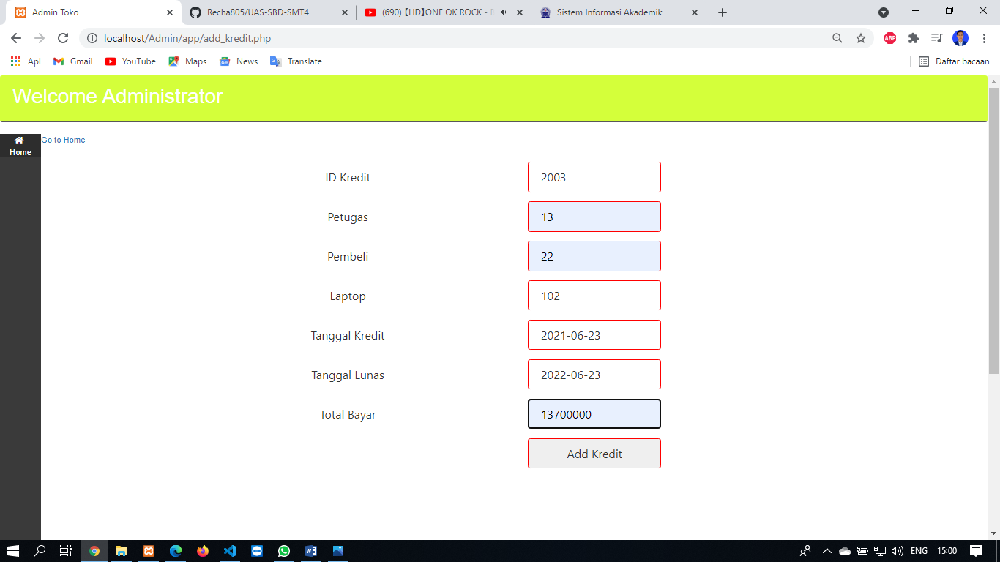 Admin Toko
Recha805/UAS-SBD-SMT4
(690) 【HD】ONE OK ROCK -
Sistem Informasi Akademik
localhost/Admin/app/add_kredit.php
ABP
Apl
Gmail
YouTube
Maps
News
Translate
Daftar bacaan
Welcome Administrator
Home
Go to Home
ID Kredit
2003
Petugas
13
Pembeli
22
Laptop
102
Tanggal Kredit
2021-06-23
Tanggal Lunas
2022-06-23
Total Bayar
13700000
Add Kredit
ENG
15:00